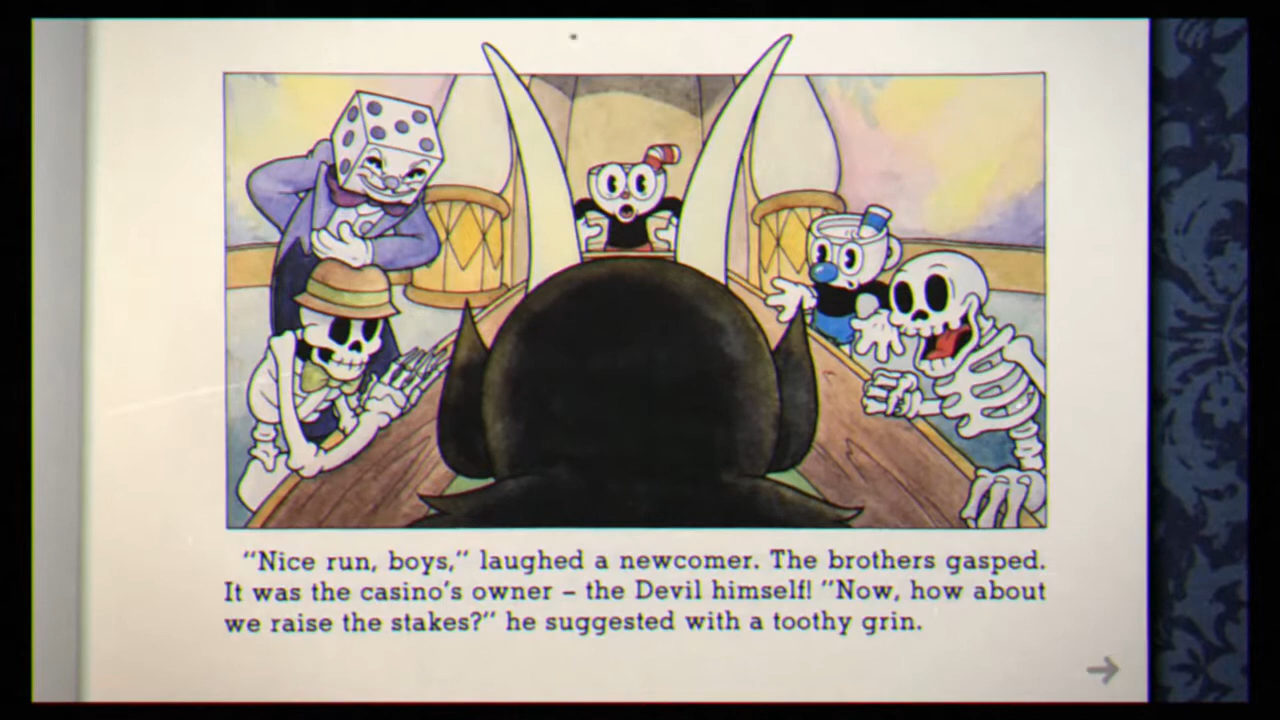 “Nice run, boys,” laughed a newcomer. The brothers gasped.
It was the casino’s owner – the Devil himself! “Now, how about
we raise the stakes?” he suggested with a toothy grin.